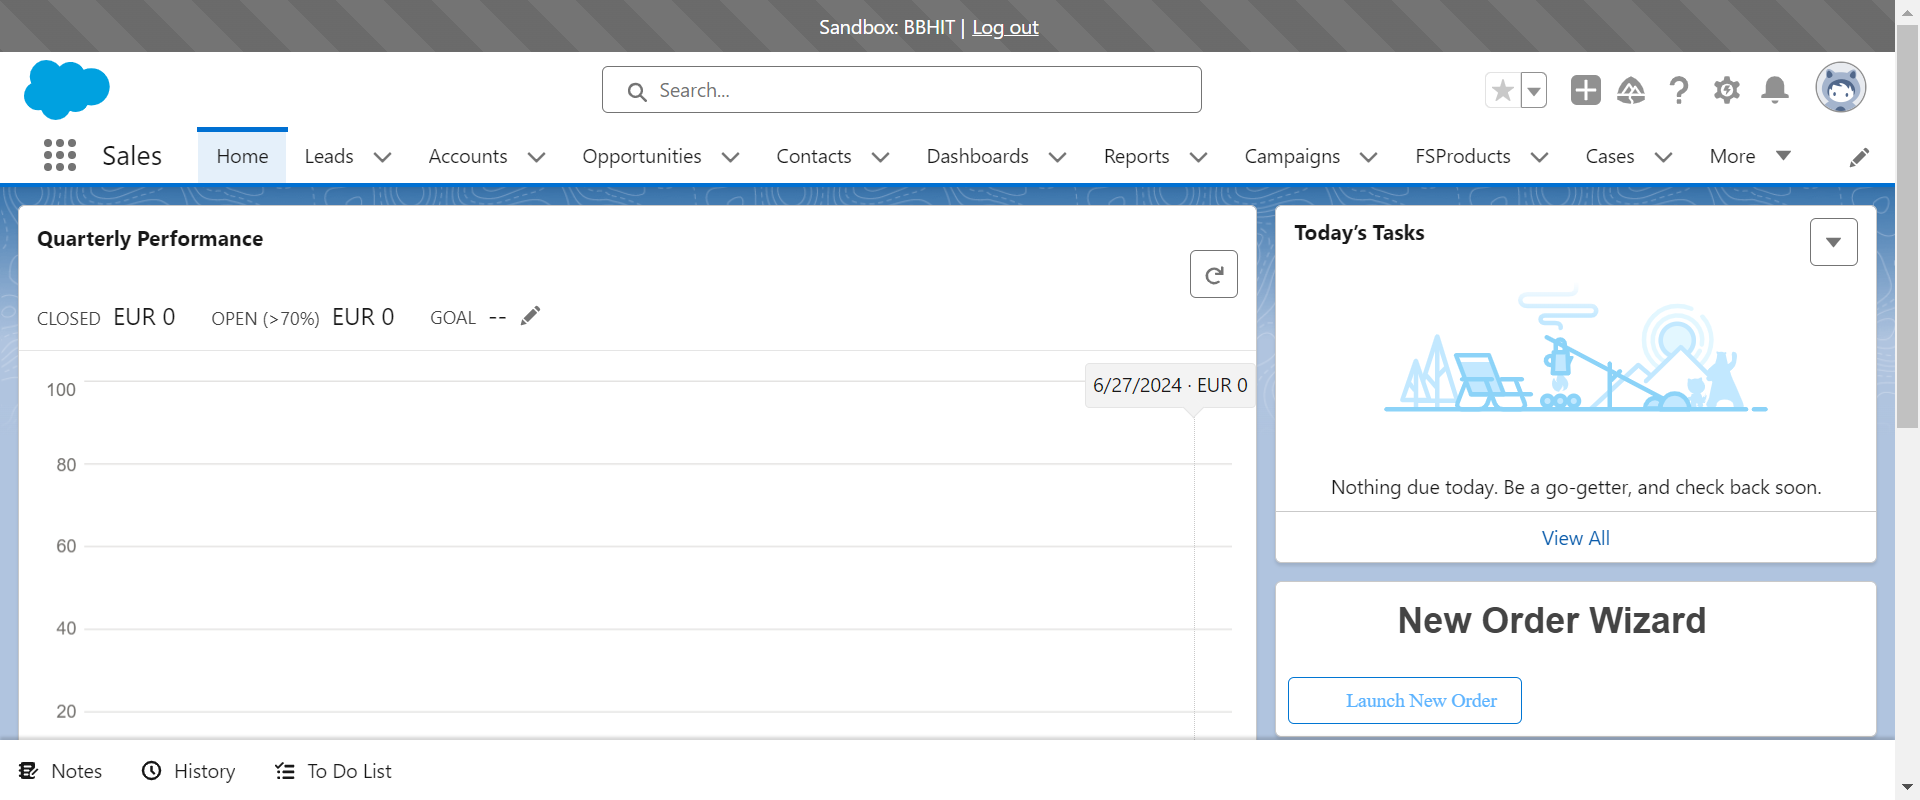 Sandbox: BBHIT | Log out
Search...
Sales
Home
Leads
Accounts
Opportunities
Contacts
Dashboards
Reports
Campaigns
FSProducts
Cases
More
Quarterly Performance
CLOSED EUR 0 OPEN (>70%) EUR 0 GOAL --
6/27/2024 · EUR 0
100
80
60
40
20
Today’s Tasks
Nothing due today. Be a go-getter, and check back soon.
View All
New Order Wizard
Launch New Order
Notes
History
To Do List